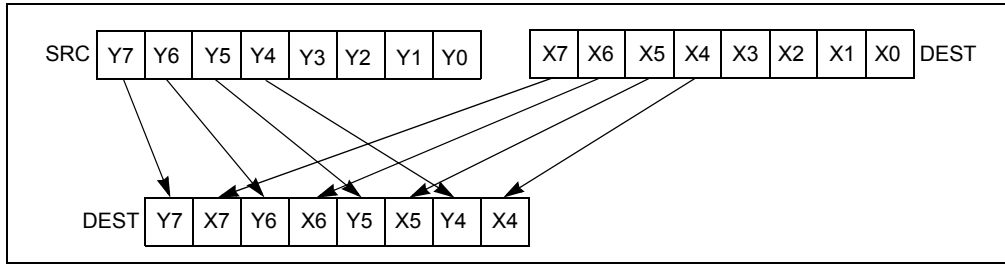 SRC Y7 Y6 Y5 Y4 Y3 Y2 Y1 Y0 X7 X6 X5 X4 X3 X2 X1 X0 DEST
DEST Y7 X7 Y6 X6 Y5 X5 Y4 X4